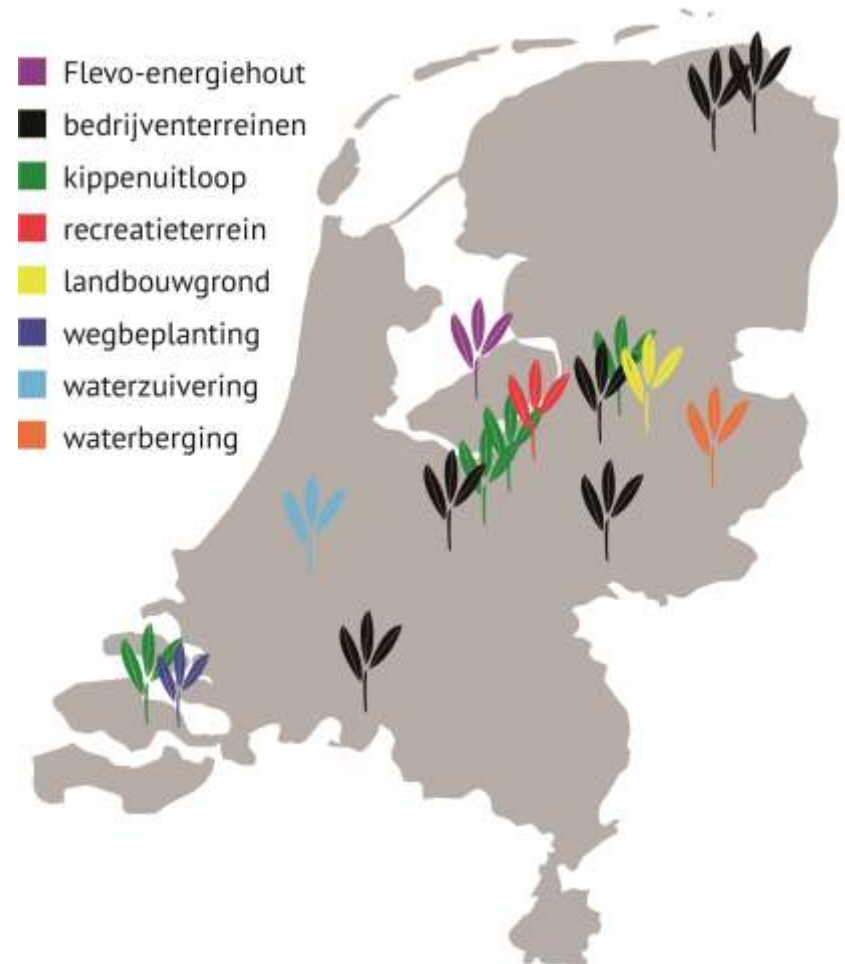 Flevo-energiehout
bedrijventerreinen
kippenuitloop
recreatieterrein
landbouwgrond
wegbeplanting
waterzuivering
waterberging